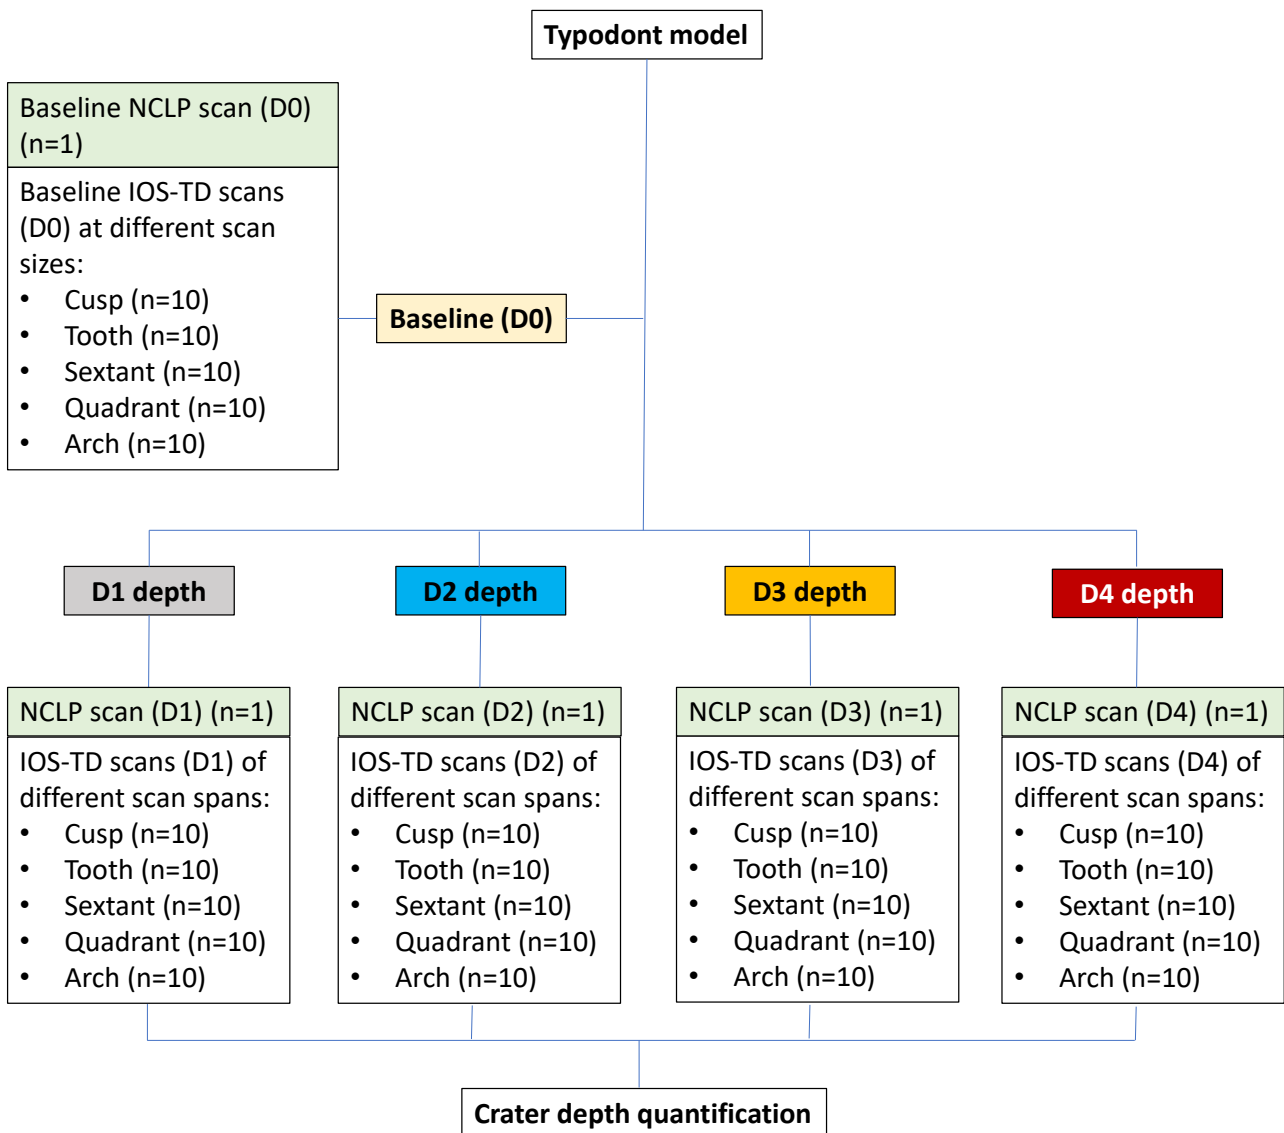 Typodont model
Baseline NCLP scan (D0)
(n=1)
Baseline IOS-TD scans
(D0) at different scan
sizes:
• Cusp (n=10)
• Tooth (n=10)
• Sextant (n=10)
• Quadrant (n=10)
• Arch (n=10)
Baseline (D0)
D1 depth
D2 depth
D3 depth
D4 depth
NCLP scan (D1) (n=1)
IOS-TD scans (D1) of
different scan spans:
• Cusp (n=10)
• Tooth (n=10)
• Sextant (n=10)
• Quadrant (n=10)
• Arch (n=10)
NCLP scan (D2) (n=1)
IOS-TD scans (D2) of
different scan spans:
• Cusp (n=10)
• Tooth (n=10)
• Sextant (n=10)
• Quadrant (n=10)
• Arch (n=10)
NCLP scan (D3) (n=1)
IOS-TD scans (D3) of
different scan spans:
• Cusp (n=10)
• Tooth (n=10)
• Sextant (n=10)
• Quadrant (n=10)
• Arch (n=10)
NCLP scan (D4) (n=1)
IOS-TD scans (D4) of
different scan spans:
• Cusp (n=10)
• Tooth (n=10)
• Sextant (n=10)
• Quadrant (n=10)
• Arch (n=10)
Crater depth quantification